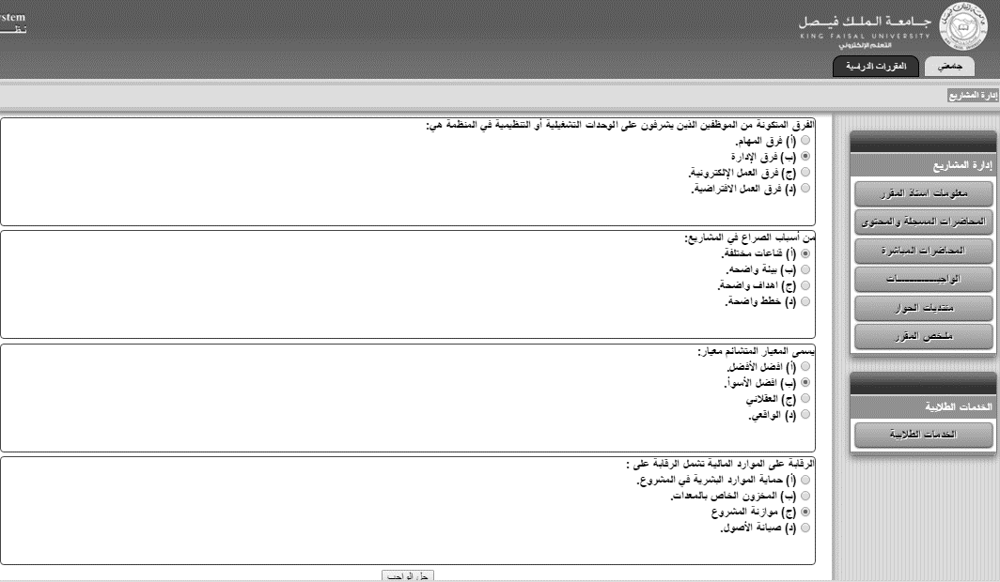 ystem
نظـ
جـامعـة الـملـك فيـصـل
KING FAISAL UNIVERSITY
التعلم الإلكتروني
جامعتي
المقررات الدراسية
إدارة المشاريع
إدارة المشاريع
معلومات استاذ المقرر
المحاضرات المسجلة والمحتوى
المحاضرات المباشرة
الواجبـــــــات
منتديات الحوار
ملخص المقرر
الخدمات الطلابية
الخدمات الطلابية
الفرق المتكونة من الموظفين الذين يشرفون على الوحدات التشغيلية أو التنظيمية في المنظمة هي:
(أ) فرق المهام.
(ب) فرق الإدارة
(ج) فرق العمل الإلكترونية.
(د) فرق العمل الافتراضية.
من أسباب الصراع في المشاريع:
(أ) قناعات مختلفة.
(ب) بيئة واضحه.
(ج) اهداف واضحة.
(د) خطط واضحة.
يسمى المعيار المتشائم معيار:
(أ) افضل الأفضل.
(ب) افضل الأسوأ.
(ج) العقلاني
(د) الواقعي.
الرقابة على الموارد المالية تشمل الرقابة على :
(أ) حماية الموارد البشرية في المشروع.
(ب) المخزون الخاص بالمعدات.
(ج) موازنة المشروع
(د) صيانة الأصول.
حل الواجب